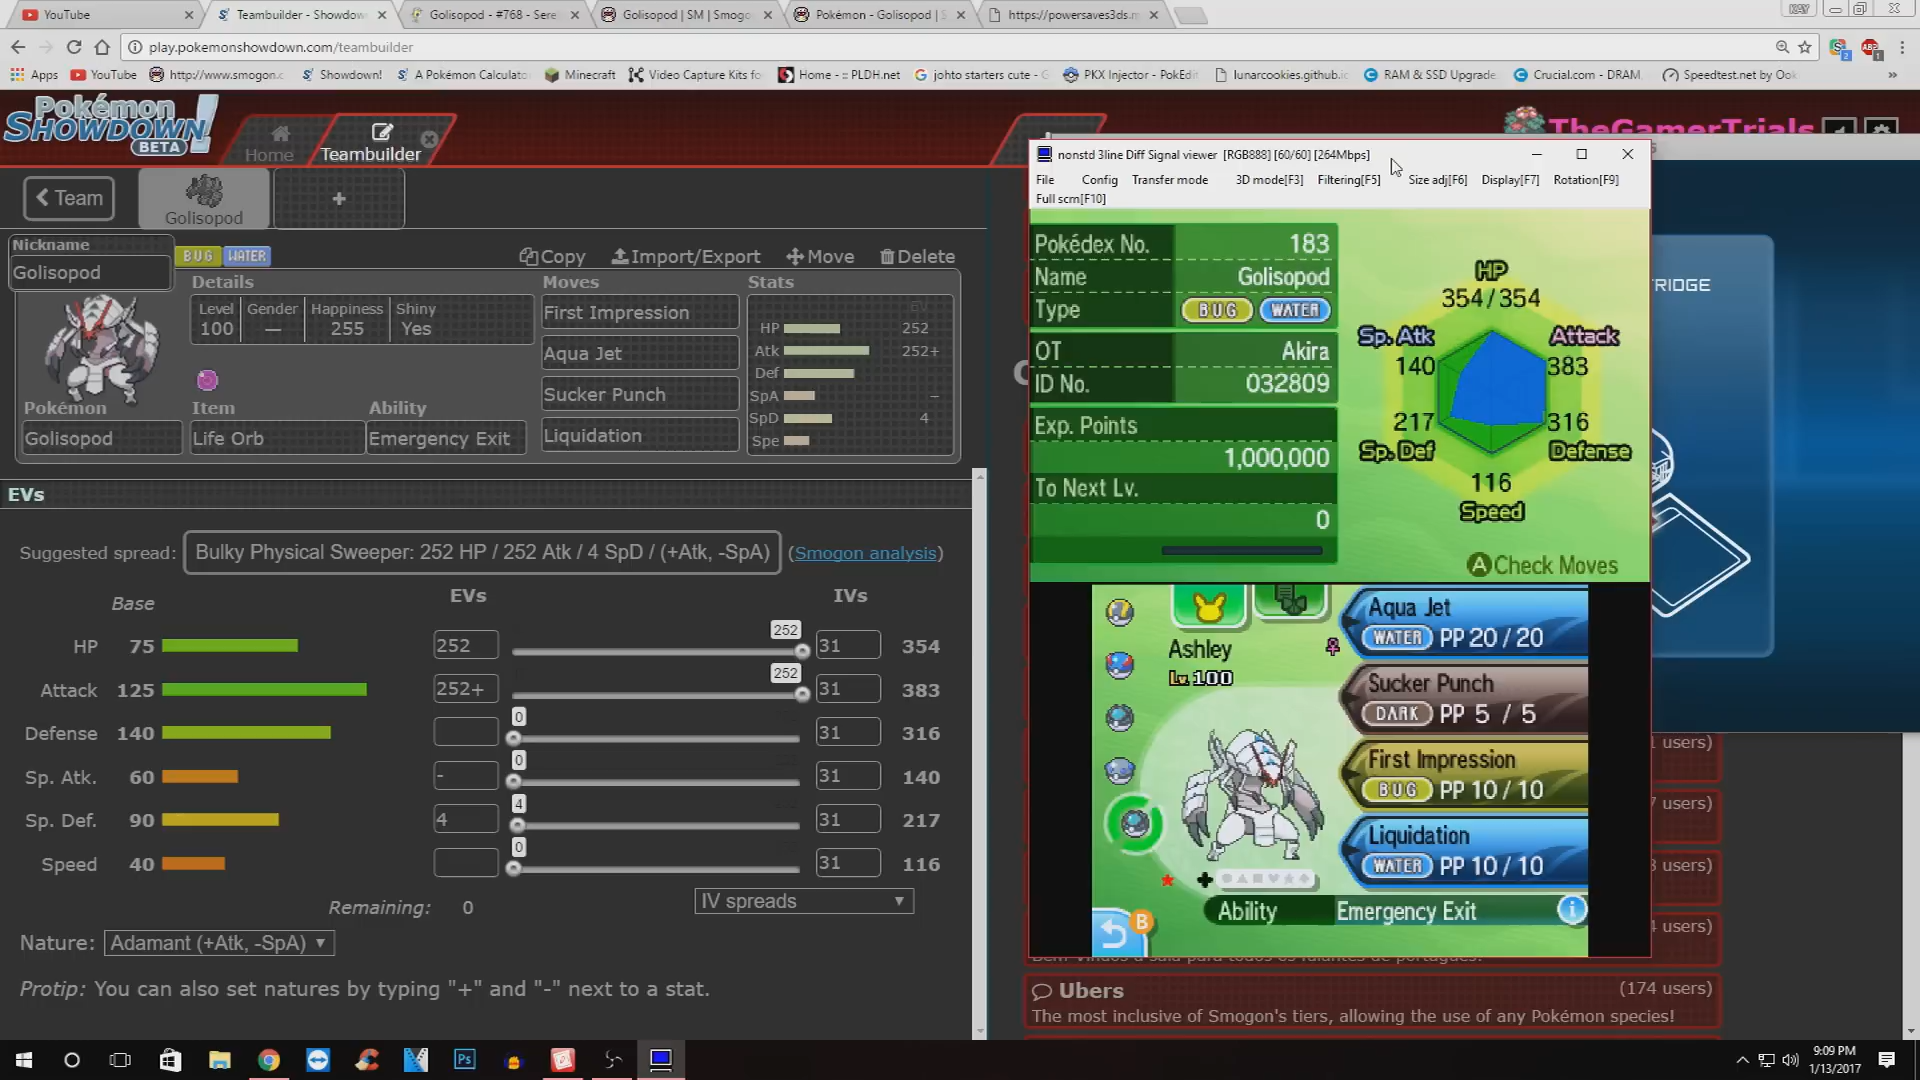 YouTube
Teambuilder - Showdow
Golisopod - #768 - Sere
Golisopod | SM | Smogo
Pokémon - Golisopod | S
https://powersaves3ds.n
KAY
play.pokemonshowdown.com/teambuilder
Apps
YouTube
http://www.smogon.c
Showdown!
A Pokémon Calculato
Minecraft
Video Capture Kits fo
Home - :: PLDH.net
johto starters cute - G
PKX Injector - PokEdit
lunarcookies.github.io
RAM & SSD Upgrade
Crucial.com - DRAM
Speedtest.net by Ook
Pokémon
SHOWDOWN!
BETA
Home
Teambuilder
TheGamerTrials
Team
Golisopod
+
Nickname
Golisopod
BUG WATER
Copy
Import/Export
Move
Delete
Details
Level
100
Gender
—
Happiness
255
Shiny
Yes
Moves
First Impression
Aqua Jet
Sucker Punch
Liquidation
Stats
EV
HP 252
Atk 252+
Def
SpA –
SpD 4
Spe
Pokémon
Golisopod
Item
Life Orb
Ability
Emergency Exit
EVs
Suggested spread: Bulky Physical Sweeper: 252 HP / 252 Atk / 4 SpD / (+Atk, -SpA) (Smogon analysis)
Base EVs IVs
HP 75 252 252 31 354
Attack 125 252+ 252 31 383
Defense 140 0 31 316
Sp. Atk. 60 - 0 31 140
Sp. Def. 90 4 4 31 217
Speed 40 0 31 116
Remaining: 0
IV spreads
Nature: Adamant (+Atk, -SpA)
Protip: You can also set natures by typing "+" and "-" next to a stat.
nonstd 3line Diff Signal viewer [RGB888] [60/60] [264Mbps]
File Config Transfer mode 3D mode[F3] Filtering[F5] Size adj[F6] Display[F7] Rotation[F9]
Full scrn[F10]
Pokédex No. 183
Name Golisopod
Type BUG WATER
OT Akira
ID No. 032809
Exp. Points
1,000,000
To Next Lv.
0
HP
354/354
Sp. Atk
140
Attack
383
217
Sp. Def
316
Defense
116
Speed
A Check Moves
Ashley
Lv.100
Aqua Jet
WATER PP 20/20
Sucker Punch
DARK PP 5 / 5
First Impression
BUG PP 10/10
Liquidation
WATER PP 10/10
B
Ability Emergency Exit
RIDGE
1 users)
7 users)
3 users)
4 users)
Ubers
(174 users)
The most inclusive of Smogon's tiers, allowing the use of any Pokémon species!
Ps
9:09 PM
1/13/2017